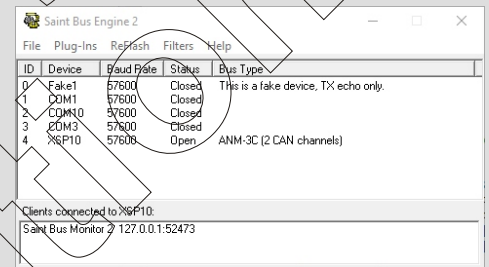 Saint Bus Engine 2
File Plug-Ins ReFlash Filters Help
ID Device Baud Rate Status Bus Type
0 Fake1 57600 Closed This is a fake device, TX echo only.
1 COM1 57600 Closed
2 COM10 57600 Closed
3 COM3 57600 Closed
4 XSP10 57600 Open ANM-3C (2 CAN channels)
Clients connected to XSP10:
Saint Bus Monitor 2 127.0.0.1:52473